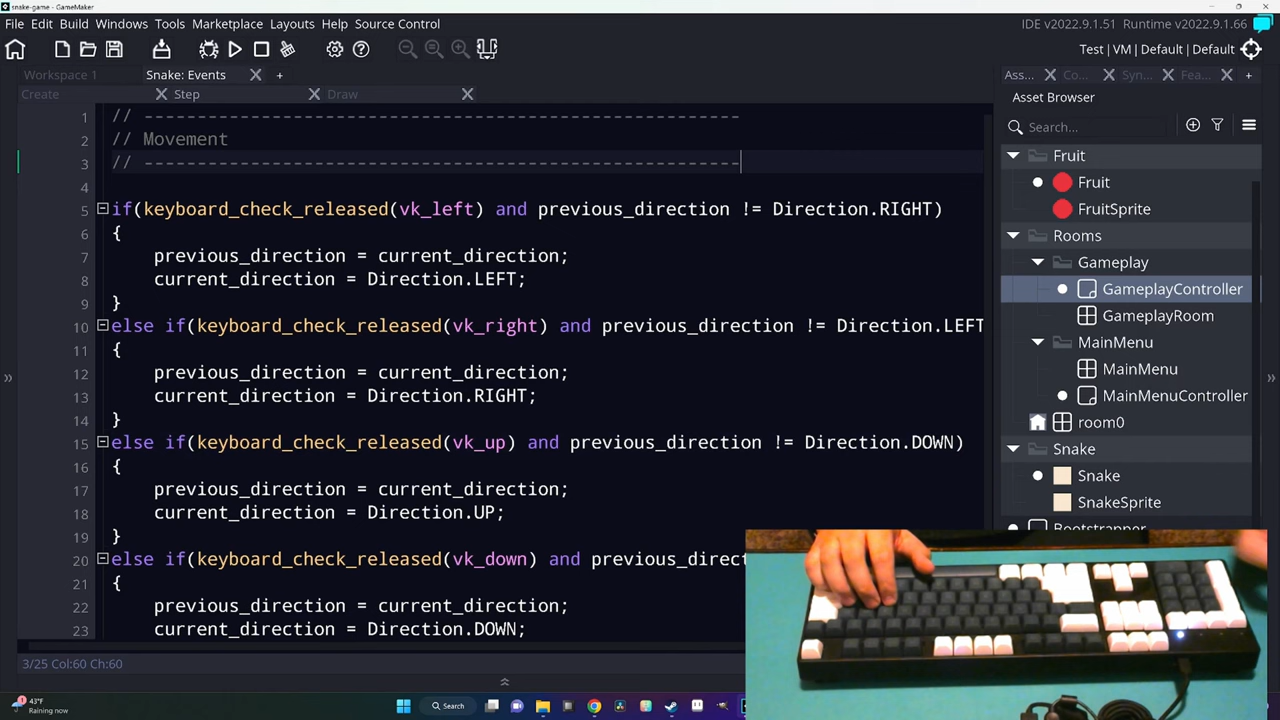 snake-game - GameMaker
File Edit Build Windows Tools Marketplace Layouts Help Source Control
IDE v2022.9.1.51 Runtime v2022.9.1.66
Test | VM | Default | Default
Workspace 1
Snake: Events
Create
Step
Draw
1 // --------------------------------------------------------
2 // Movement
3 // --------------------------------------------------------
4
5 if(keyboard_check_released(vk_left) and previous_direction != Direction.RIGHT)
6 {
7 previous_direction = current_direction;
8 current_direction = Direction.LEFT;
9 }
10 else if(keyboard_check_released(vk_right) and previous_direction != Direction.LEFT
11 {
12 previous_direction = current_direction;
13 current_direction = Direction.RIGHT;
14 }
15 else if(keyboard_check_released(vk_up) and previous_direction != Direction.DOWN)
16 {
17 previous_direction = current_direction;
18 current_direction = Direction.UP;
19 }
20 else if(keyboard_check_released(vk_down) and previous_direc
21 {
22 previous_direction = current_direction;
23 current_direction = Direction.DOWN;
3/25 Col:60 Ch:60
Ass...
Co...
Syn...
Fea...
Asset Browser
Search...
Fruit
Fruit
FruitSprite
Rooms
Gameplay
GameplayController
GameplayRoom
MainMenu
MainMenu
MainMenuController
room0
Snake
Snake
SnakeSprite
Bootstrapper
1
43°F
Raining now
Search